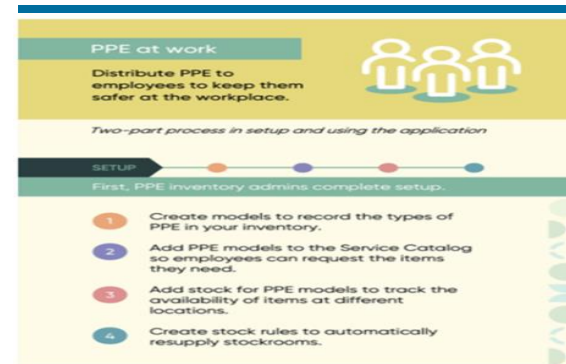 PPE at work
Distribute PPE to
employees to keep them
safer at the workplace.
Two-part process in setup and using the application
SETUP
First, PPE inventory admins complete setup.
1 Create models to record the types of
PPE in your inventory.
2 Add PPE models to the Service Catalog
so employees can request the items
they need.
3 Add stock for PPE models to track the
availability of items at different
locations.
4 Create stock rules to automatically
resupply stockrooms.